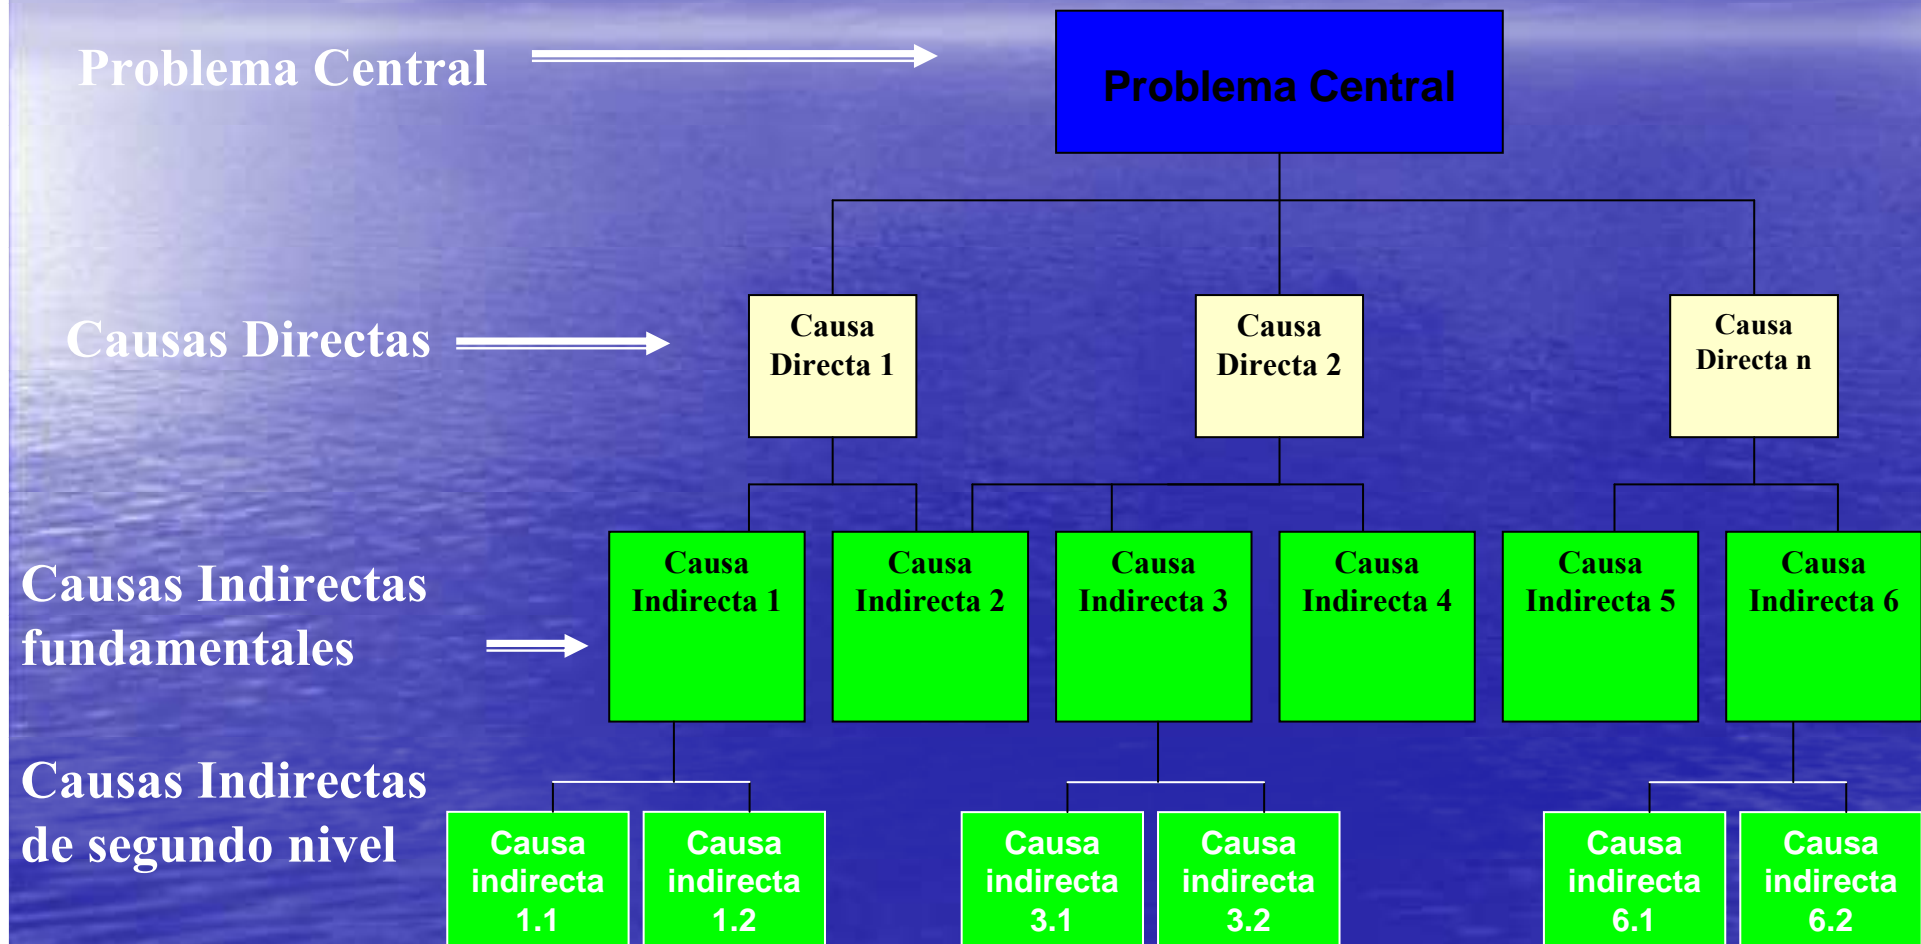 Problema Central
Problema Central
Causas Directas
Causa
Directa 1
Causa
Directa 2
Causa
Directa n
Causas Indirectas
fundamentales
Causa
Indirecta 1
Causa
Indirecta 2
Causa
Indirecta 3
Causa
Indirecta 4
Causa
Indirecta 5
Causa
Indirecta 6
Causas Indirectas
de segundo nivel
Causa
indirecta
1.1
Causa
indirecta
1.2
Causa
indirecta
3.1
Causa
indirecta
3.2
Causa
indirecta
6.1
Causa
indirecta
6.2